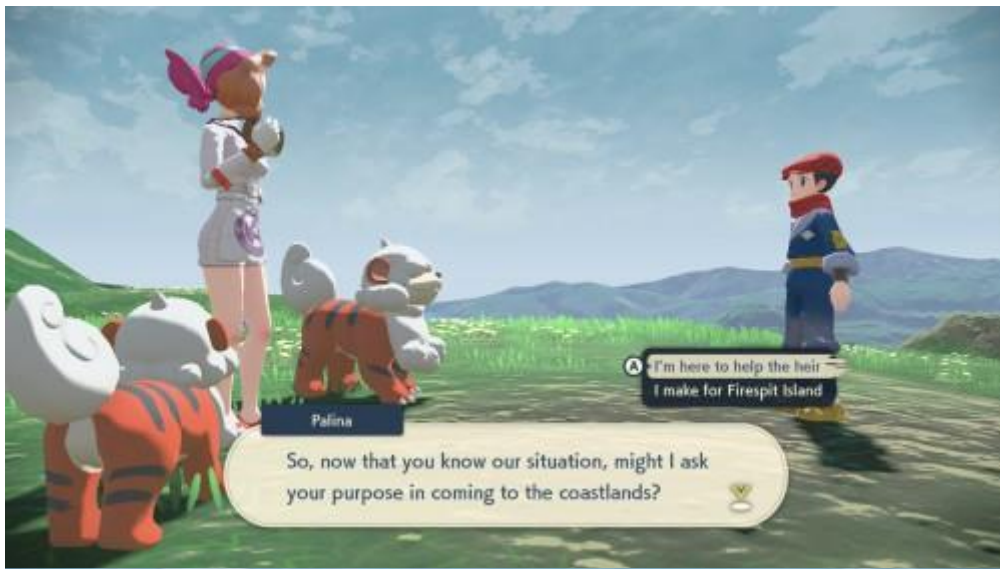 A I'm here to help the heir
I make for Firespit Island
Palina
So, now that you know our situation, might I ask
your purpose in coming to the coastlands?